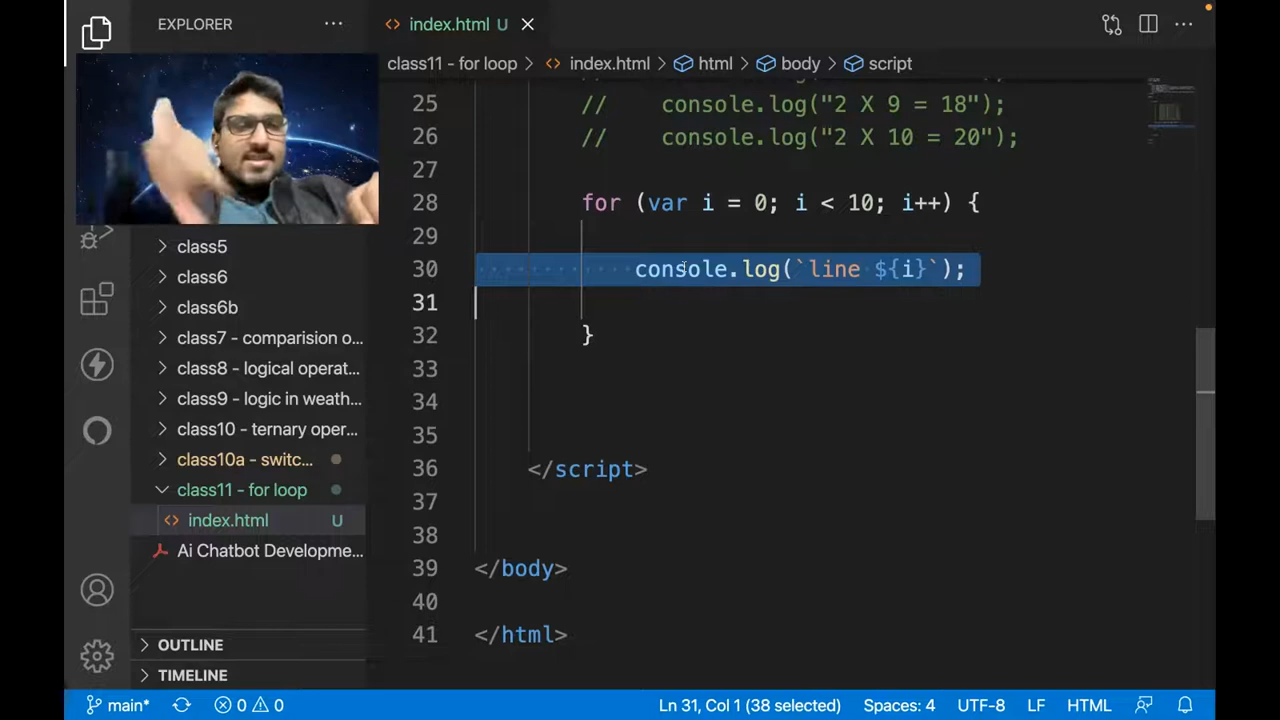 EXPLORER
index.html U
class11 - for loop > index.html > html > body > script
class5
class6
class6b
class7 - comparision o...
class8 - logical operat...
class9 - logic in weath...
class10 - ternary oper...
class10a - switc...
class11 - for loop
index.html U
Ai Chatbot Developme...
OUTLINE
TIMELINE
25 // console.log("2 X 9 = 18");
26 // console.log("2 X 10 = 20");
27
28 for (var i = 0; i < 10; i++) {
29
30 console.log(`line ${i}`);
31
32 }
33
34
35
36 </script>
37
38
39 </body>
40
41 </html>
main* 0 0 Ln 31, Col 1 (38 selected) Spaces: 4 UTF-8 LF HTML